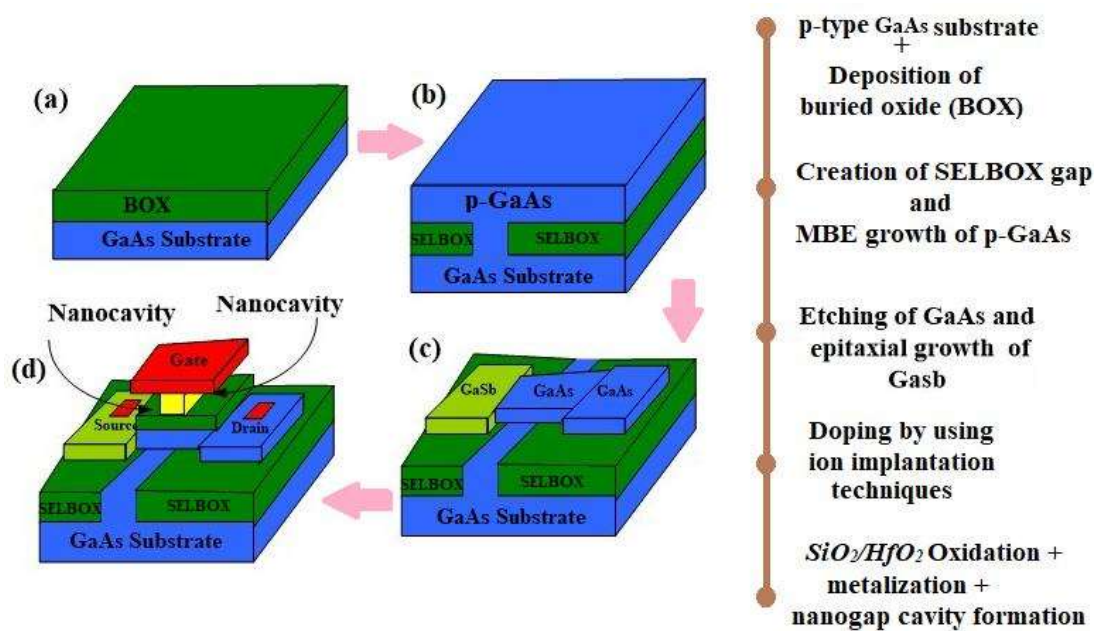 (a)
BOX
GaAs Substrate
(b)
p-GaAs
SELBOX SELBOX
GaAs Substrate
(c)
GaSb GaAs GaAs
SELBOX SELBOX
GaAs Substrate
Nanocavity Nanocavity
(d)
Gate
Source Drain
SELBOX SELBOX
GaAs Substrate
p-type GaAs substrate
+
Deposition of
buried oxide (BOX)
Creation of SELBOX gap
and
MBE growth of p-GaAs
Etching of GaAs and
epitaxial growth of
Gasb
Doping by using
ion implantation
techniques
SiO2/HfO2 Oxidation +
metalization +
nanogap cavity formation